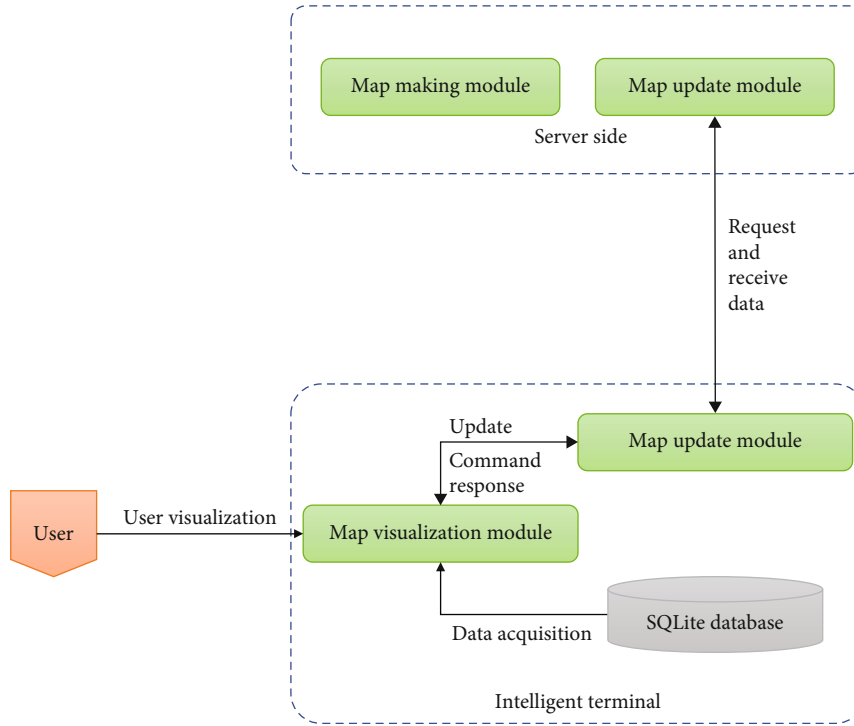 Map making module
Map update module
Server side
Request
and
receive
data
Update
Command
response
Map update module
User
User visualization
Map visualization module
Data acquisition
SQLite database
Intelligent terminal